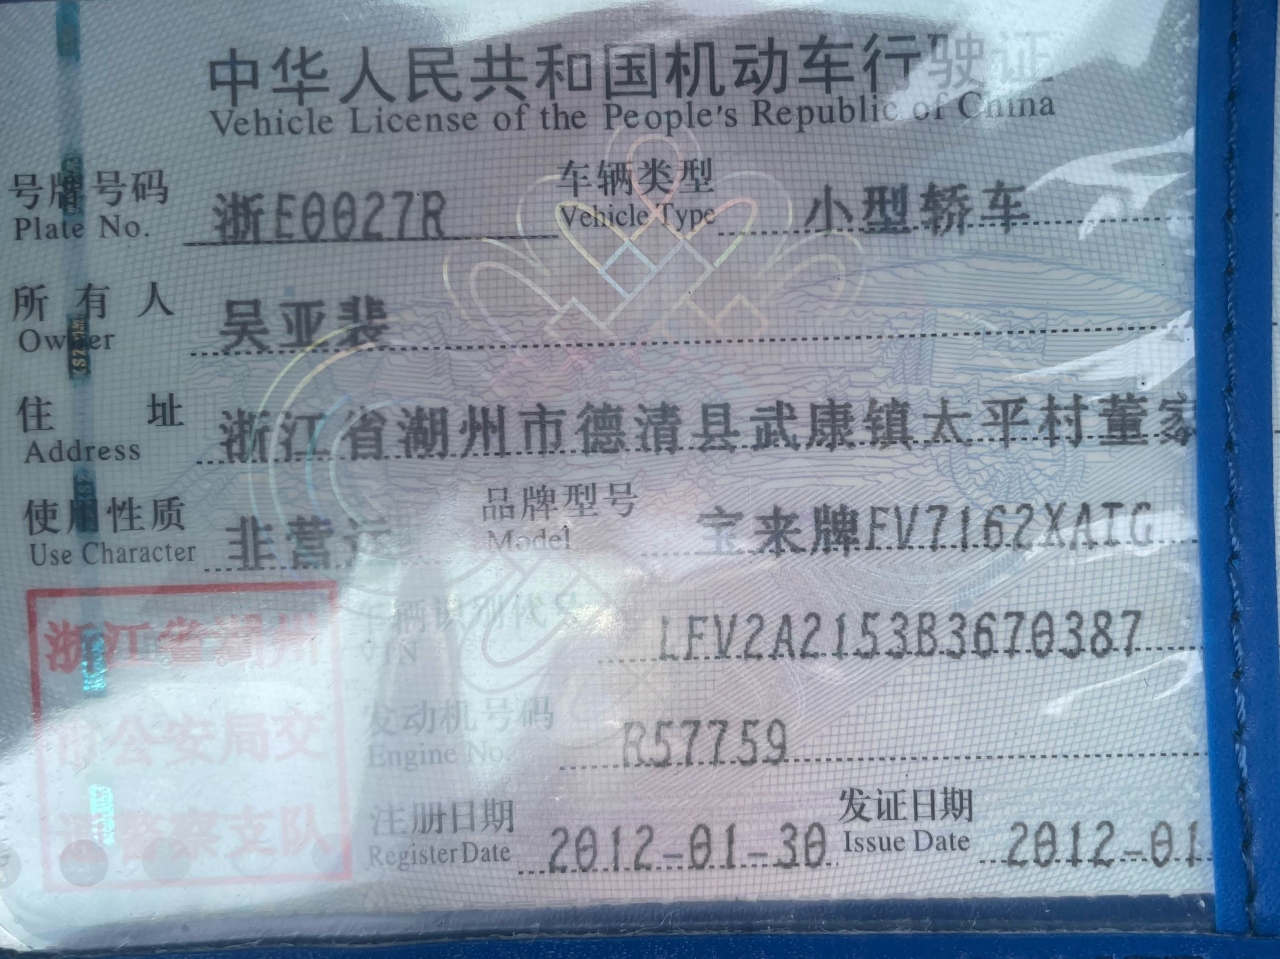 中华人民共和国机动车行驶证
Vehicle License of the People's Republic of China
号牌号码 浙E0027R 车辆类型 小型轿车
Plate No. Vehicle Type
所有人 吴亚裴
Owner
住址 浙江省湖州市德清县武康镇太平村董家
Address
使用性质 非营运 品牌型号 宝来牌FV7162XATG
Use Character Model
车辆识别代号 LFV2A2153B3670387
VIN
浙江省湖州
市公安局交
通警察支队
发动机号码 R57759
Engine No.
注册日期 2012-01-30 发证日期 2012-01
Register Date Issue Date